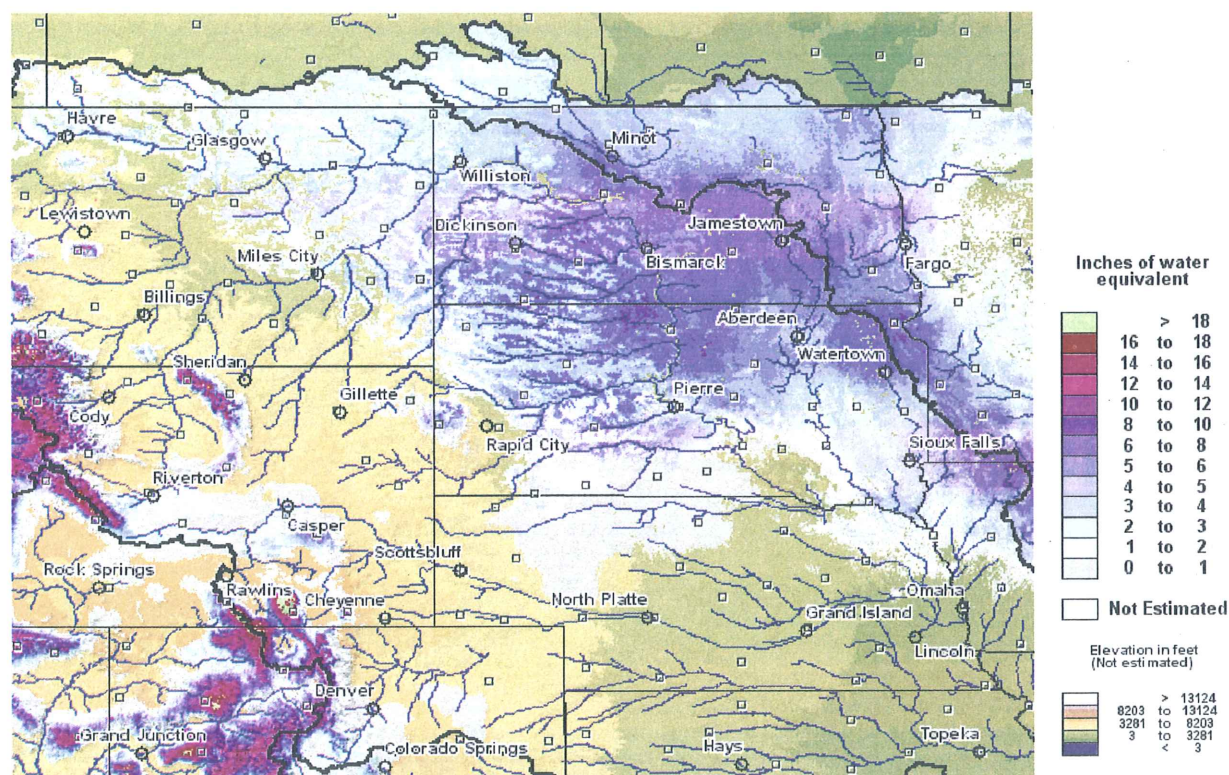 Havre
Glasgow
Minot
Williston
Lewistown
Dickinson
Jamestown
Miles City
Bismarck
Fargo
Billings
Aberdeen
Watertown
Sheridan
Pierre
Cody
Gillette
Rapid City
Sioux Falls
Riverton
Casper
Scottsbluff
Rock Springs
Rawlins
Cheyenne
North Platte
Grand Island
Omaha
Lincoln
Denver
Grand Junction
Colorado Springs
Hays
Topeka
Inches of water
equivalent
> 18
16 to 18
14 to 16
12 to 14
10 to 12
8 to 10
6 to 8
5 to 6
4 to 5
3 to 4
2 to 3
1 to 2
0 to 1
Not Estimated
Elevation in feet
(Not estimated)
> 13124
8203 to 13124
3281 to 8203
3 to 3281
< 3